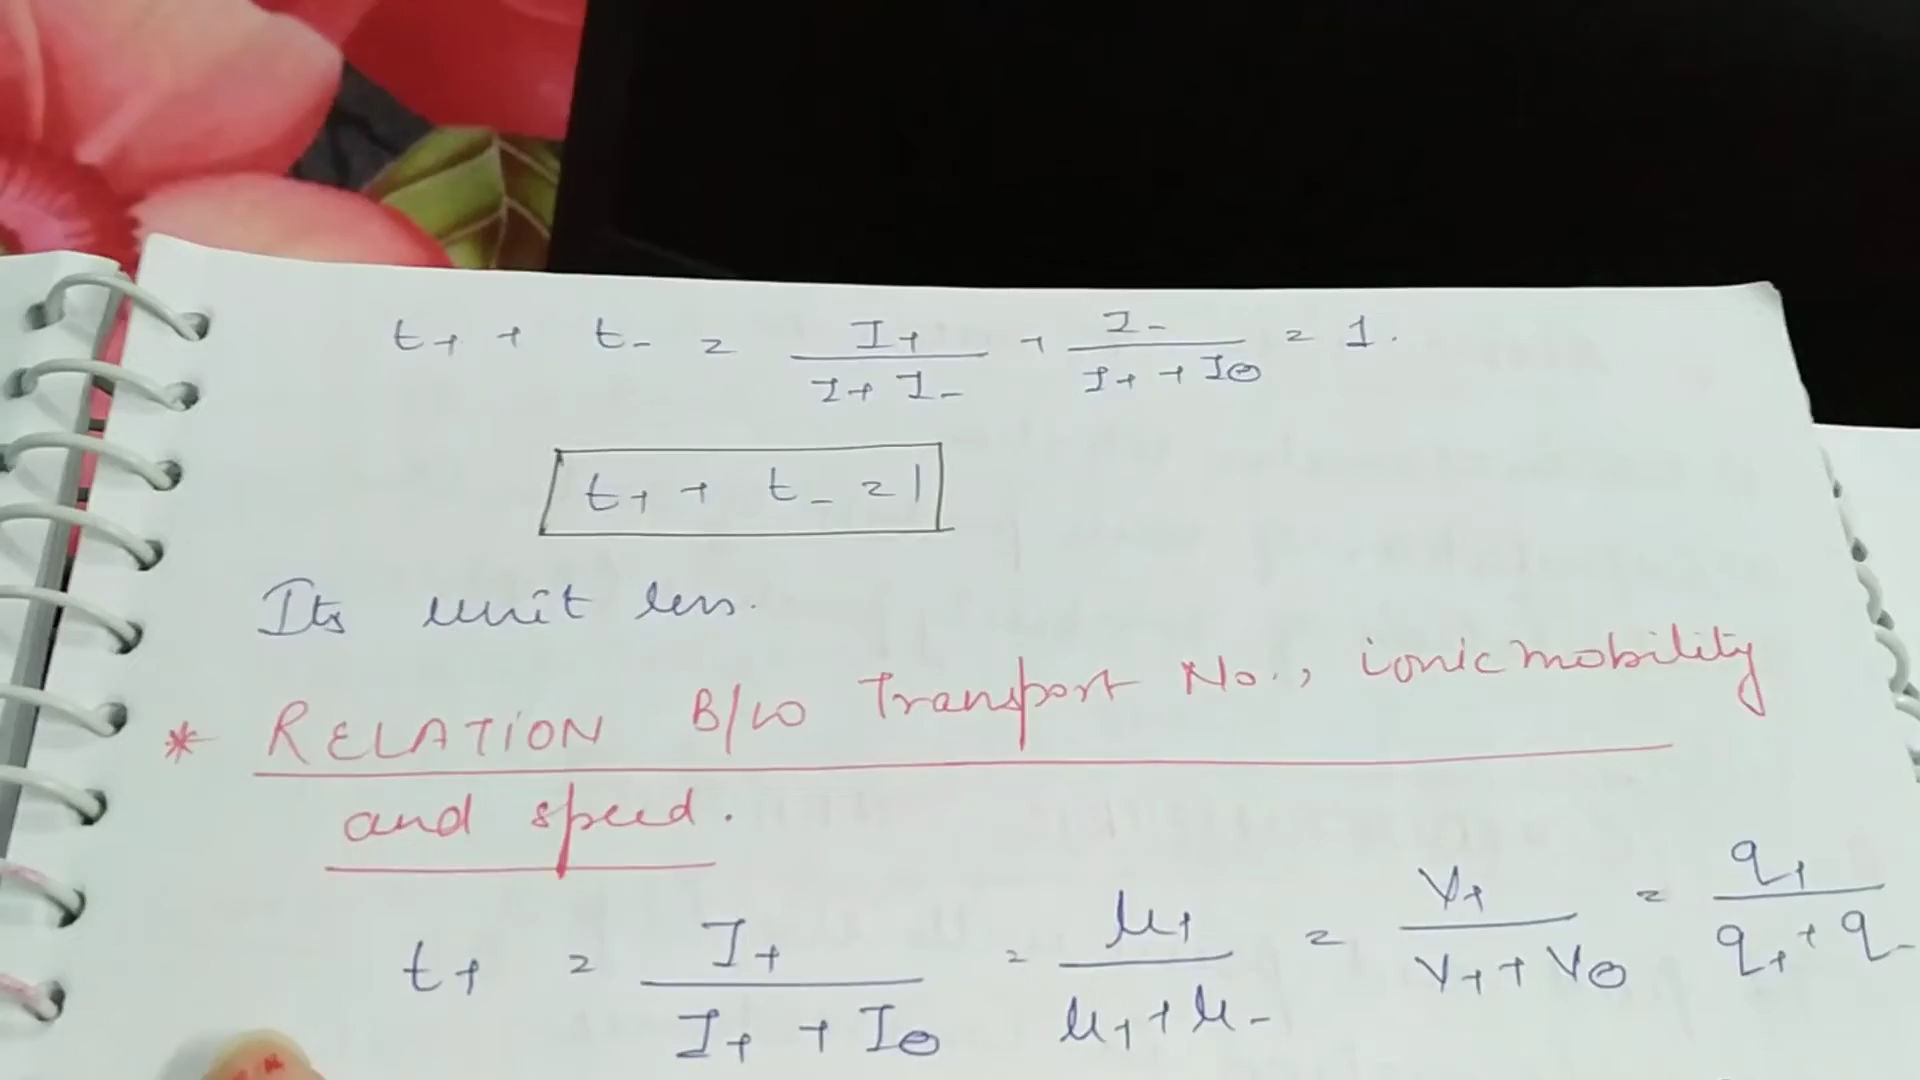 t₊ + t₋ = I₊ / I₊ I₋ + I₋ / I₊ + I⊖ = 1.
t₊ + t₋ = 1
Its unit less.
* RELATION B/w Transport No., ionic mobility
and speed.
t₊ = I₊ / I₊ + I⊖ = μ₊ / μ₊ + μ₋ = V₊ / V₊ + V⊖ = q₊ / q₊ + q₋